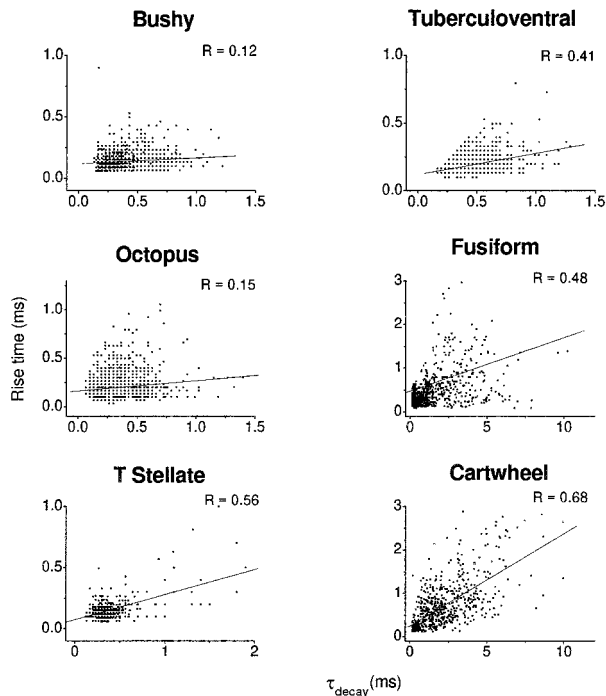 Bushy
R = 0.12
1.0
0.5
0.0
0.0 0.5 1.0 1.5
Tuberculoventral
R = 0.41
1.0
0.5
0.0
0.0 0.5 1.0 1.5
Octopus
R = 0.15
1.0
0.5
0.0
0.0 0.5 1.0 1.5
Fusiform
R = 0.48
3
2
1
0
0 5 10
Rise time (ms)
T Stellate
R = 0.56
1.0
0.5
0.0
0 1 2
Cartwheel
R = 0.68
3
2
1
0
0 5 10
τdecay(ms)